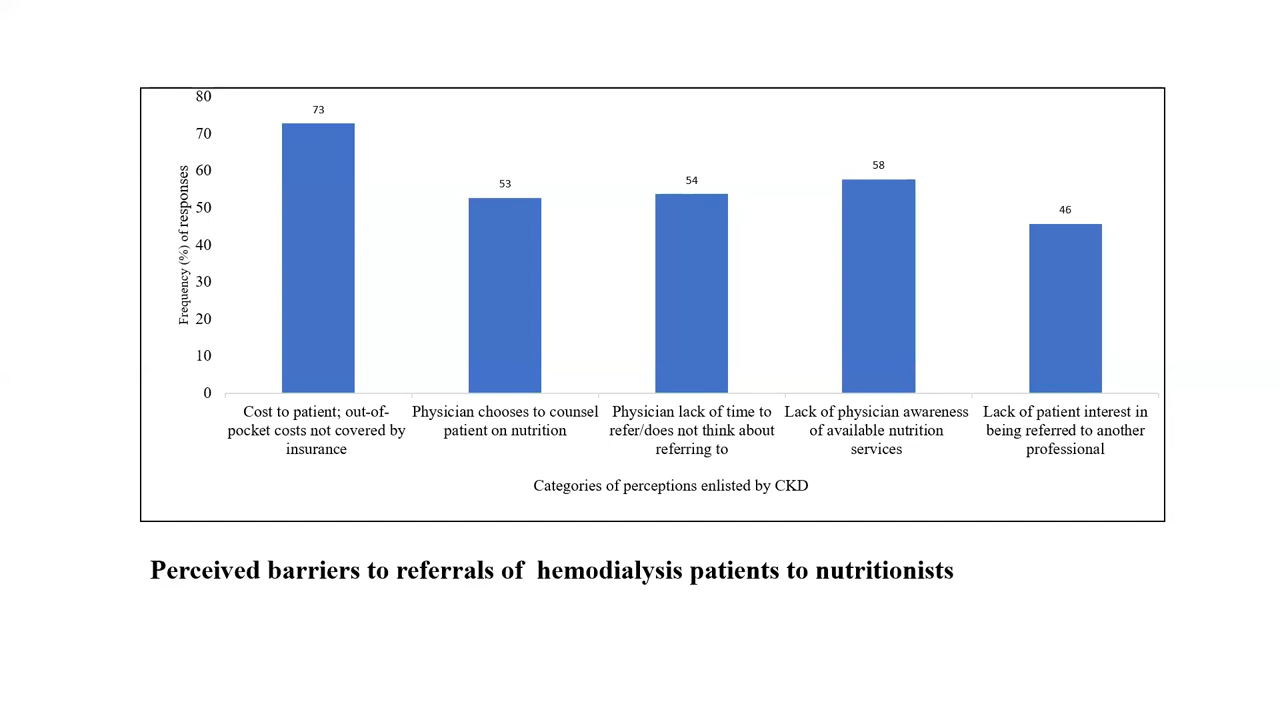 80
70
60
50
40
30
20
10
0
Frequency (%) of responses
73
53
54
58
46
Cost to patient; out-of-
pocket costs not covered by
insurance
Physician chooses to counsel
patient on nutrition
Physician lack of time to
refer/does not think about
referring to
Lack of physician awareness
of available nutrition
services
Lack of patient interest in
being referred to another
professional
Categories of perceptions enlisted by CKD
Perceived barriers to referrals of hemodialysis patients to nutritionists